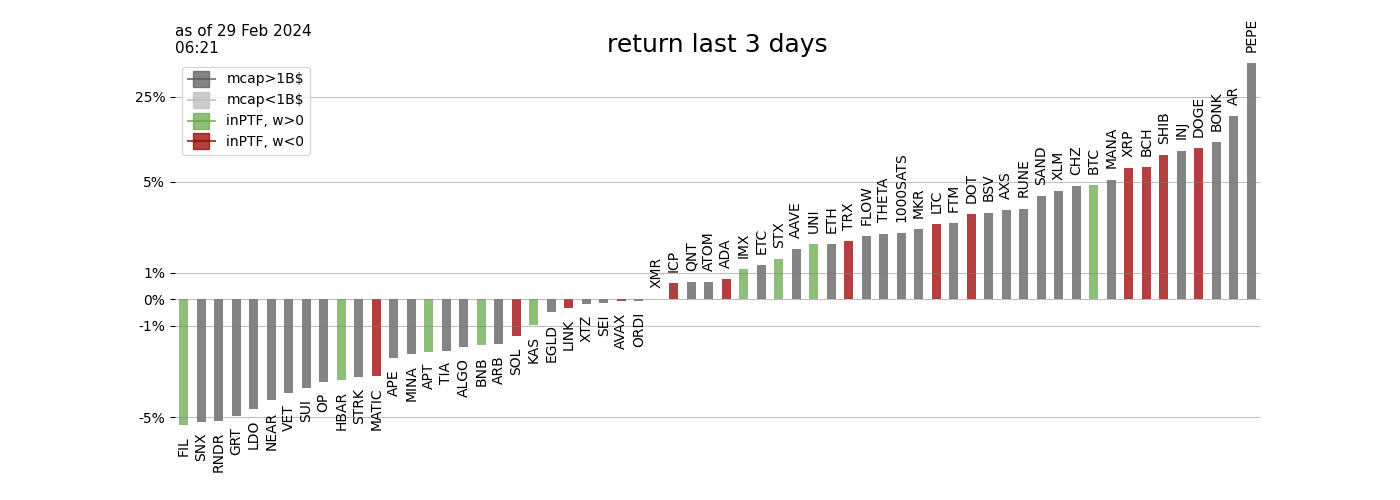 as of 29 Feb 2024
06:21
return last 3 days
mcap>1B$
mcap<1B$
inPTF, w>0
inPTF, w<0
25%
5%
1%
0%
-1%
-5%
FIL
SNX
RNDR
GRT
LDO
NEAR
VET
SUI
OP
HBAR
STRK
MATIC
APE
MINA
APT
TIA
ALGO
BNB
ARB
SOL
KAS
EGLD
LINK
XTZ
SEI
AVAX
ORDI
XMR
ICP
QNT
ATOM
ADA
IMX
ETC
STX
AAVE
UNI
ETH
TRX
FLOW
THETA
1000SATS
MKR
LTC
FTM
DOT
BSV
AXS
RUNE
SAND
XLM
CHZ
BTC
MANA
XRP
BCH
SHIB
INJ
DOGE
BONK
AR
PEPE